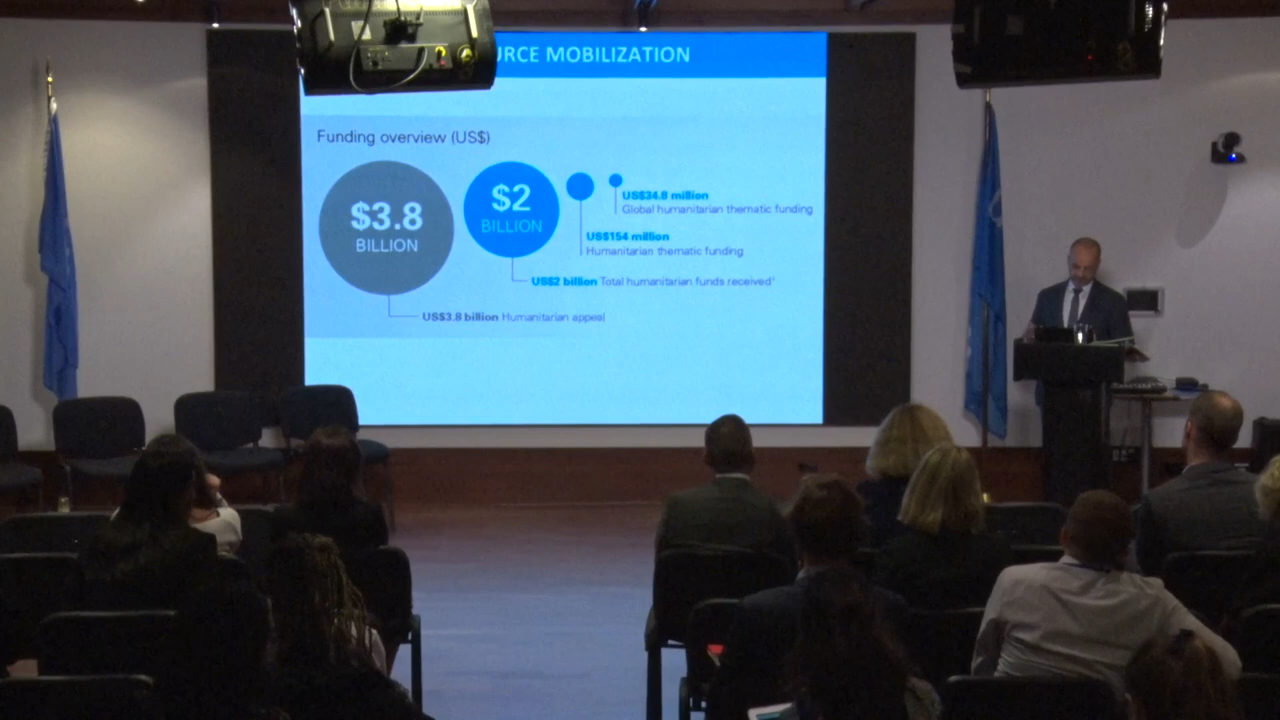 URCE MOBILIZATION
Funding overview (US$)
$3.8
BILLION
$2
BILLION
US$34.8 million
Global humanitarian thematic funding
US$154 million
Humanitarian thematic funding
US$2 billion Total humanitarian funds received
US$3.8 billion Humanitarian appeal